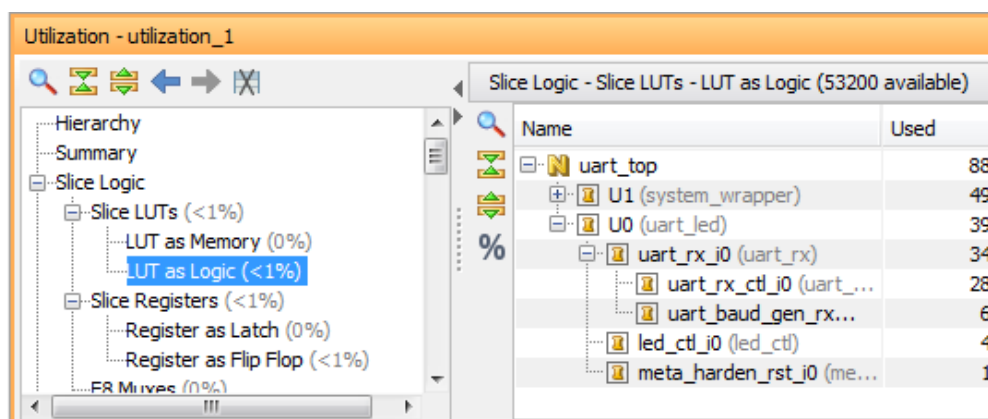 Utilization - utilization_1
Slice Logic - Slice LUTs - LUT as Logic (53200 available)
Hierarchy
Summary
Slice Logic
Slice LUTs (<1%)
LUT as Memory (0%)
LUT as Logic (<1%)
Slice Registers (<1%)
Register as Latch (0%)
Register as Flip Flop (<1%)
F8 Muxes (0%)
%
Name Used
uart_top 88
U1 (system_wrapper) 49
U0 (uart_led) 39
uart_rx_i0 (uart_rx) 34
uart_rx_ctl_i0 (uart_... 28
uart_baud_gen_rx... 6
led_ctl_i0 (led_ctl) 4
meta_harden_rst_i0 (me... 1